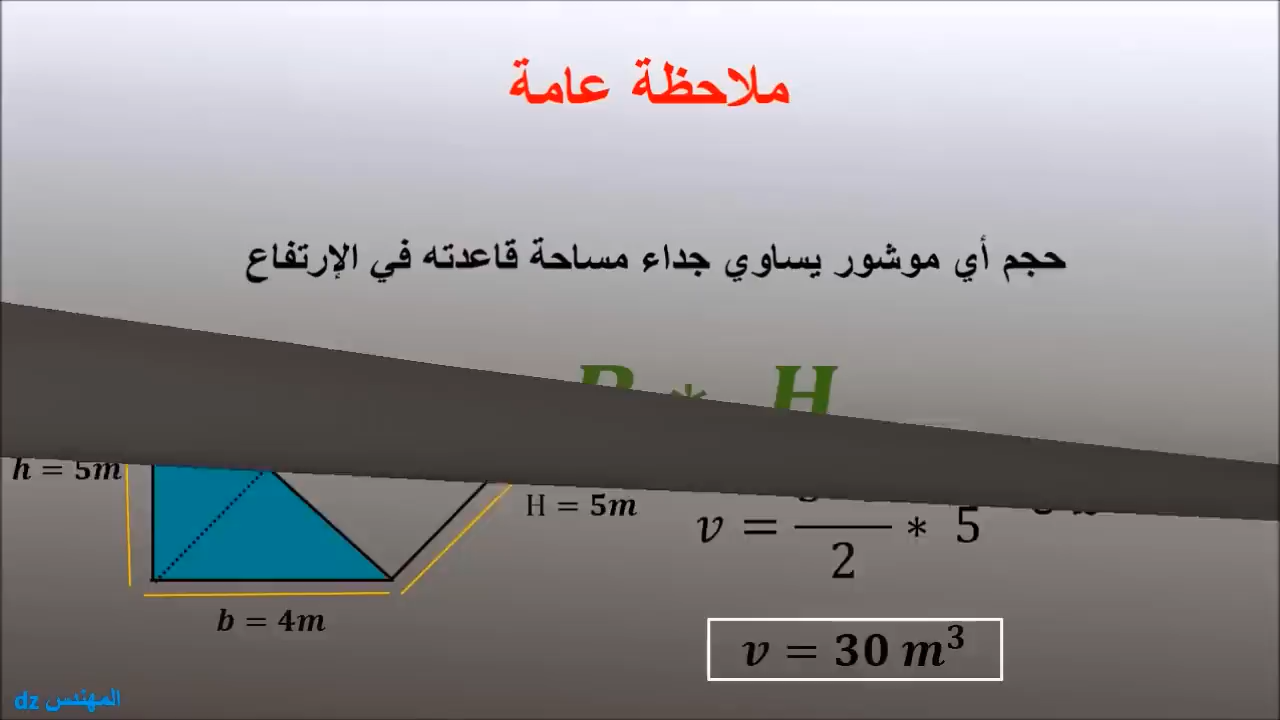 ملاحظة عامة
حجم أي موشور يساوي جداء مساحة قاعدته في الإرتفاع
* H
h = 5m
H = 5m
v = — 2 * 5
b = 4m
v = 30 m³
المهندس dz